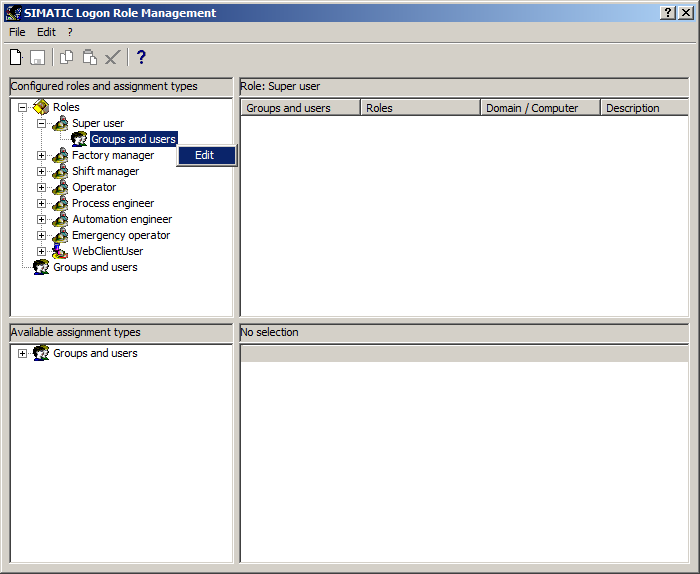 SIMATIC Logon Role Management
File Edit ?
Configured roles and assignment types
Roles
Super user
Groups and users
Edit
Factory manager
Shift manager
Operator
Process engineer
Automation engineer
Emergency operator
WebClientUser
Groups and users
Role: Super user
Groups and users Roles Domain / Computer Description
Available assignment types
Groups and users
No selection